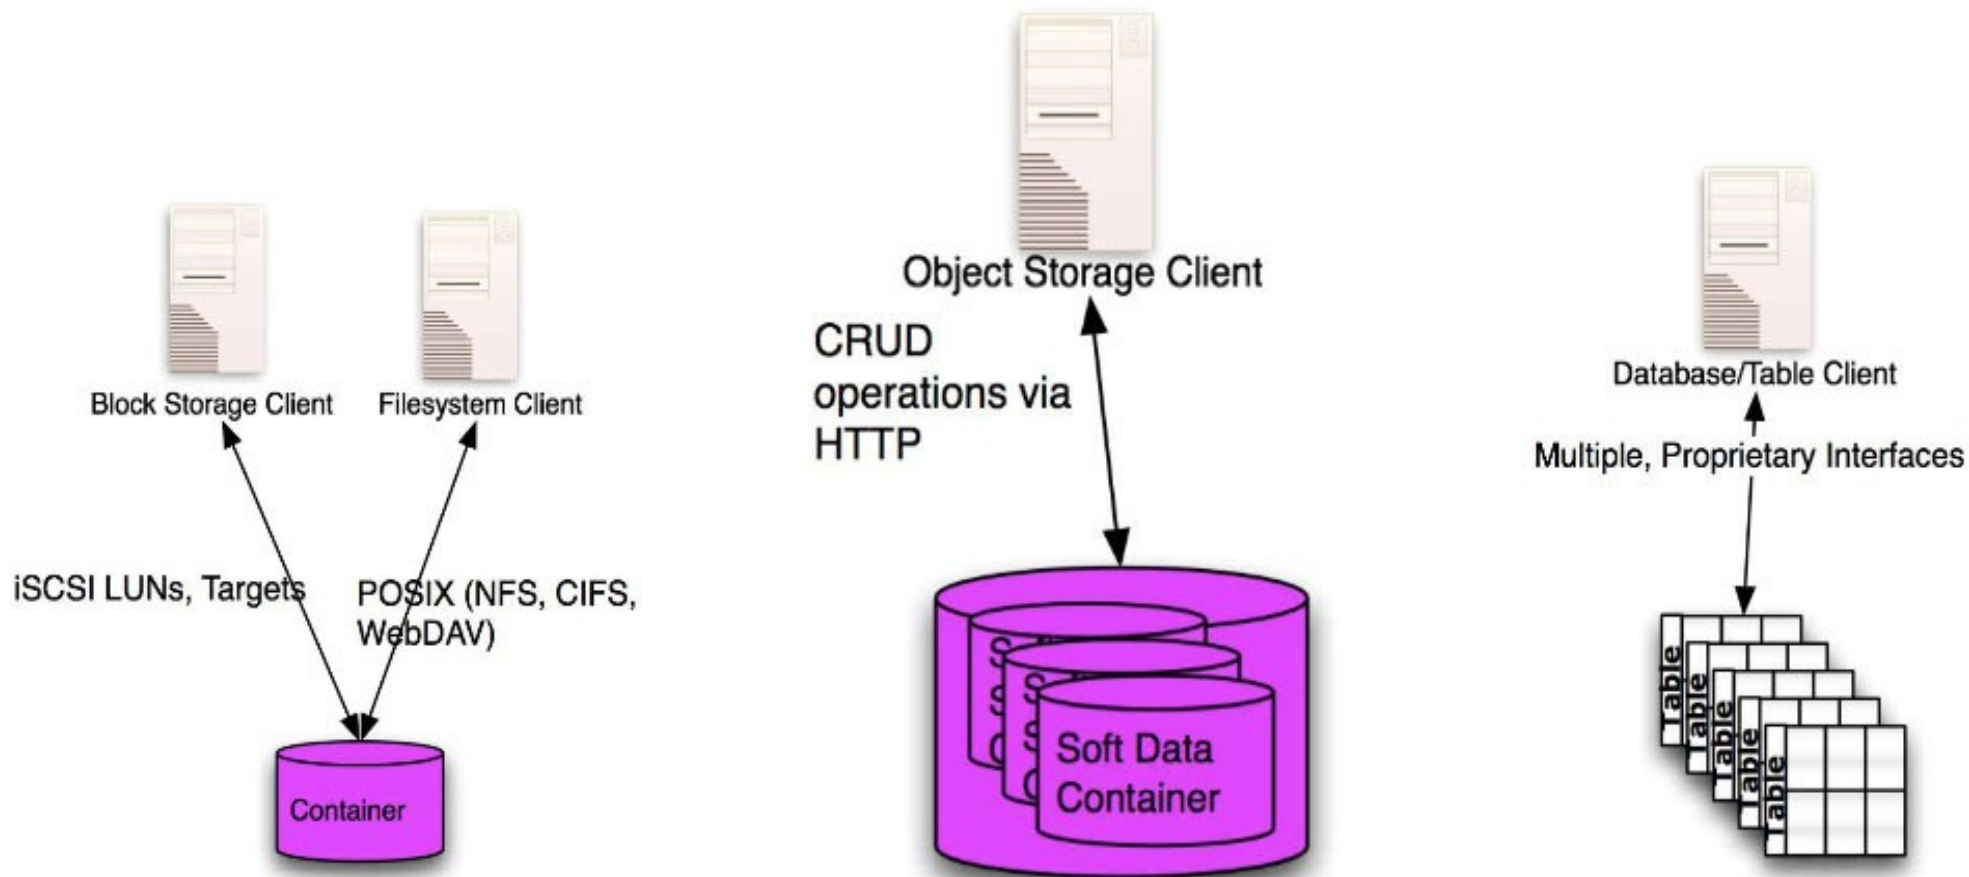 Block Storage Client
Filesystem Client
iSCSI LUNs, Targets
POSIX (NFS, CIFS,
WebDAV)
Container
Object Storage Client
CRUD
operations via
HTTP
S
S
C
S
S
C
Soft Data
Container
Database/Table Client
Multiple, Proprietary Interfaces
Table
Table
Table
Table
Table